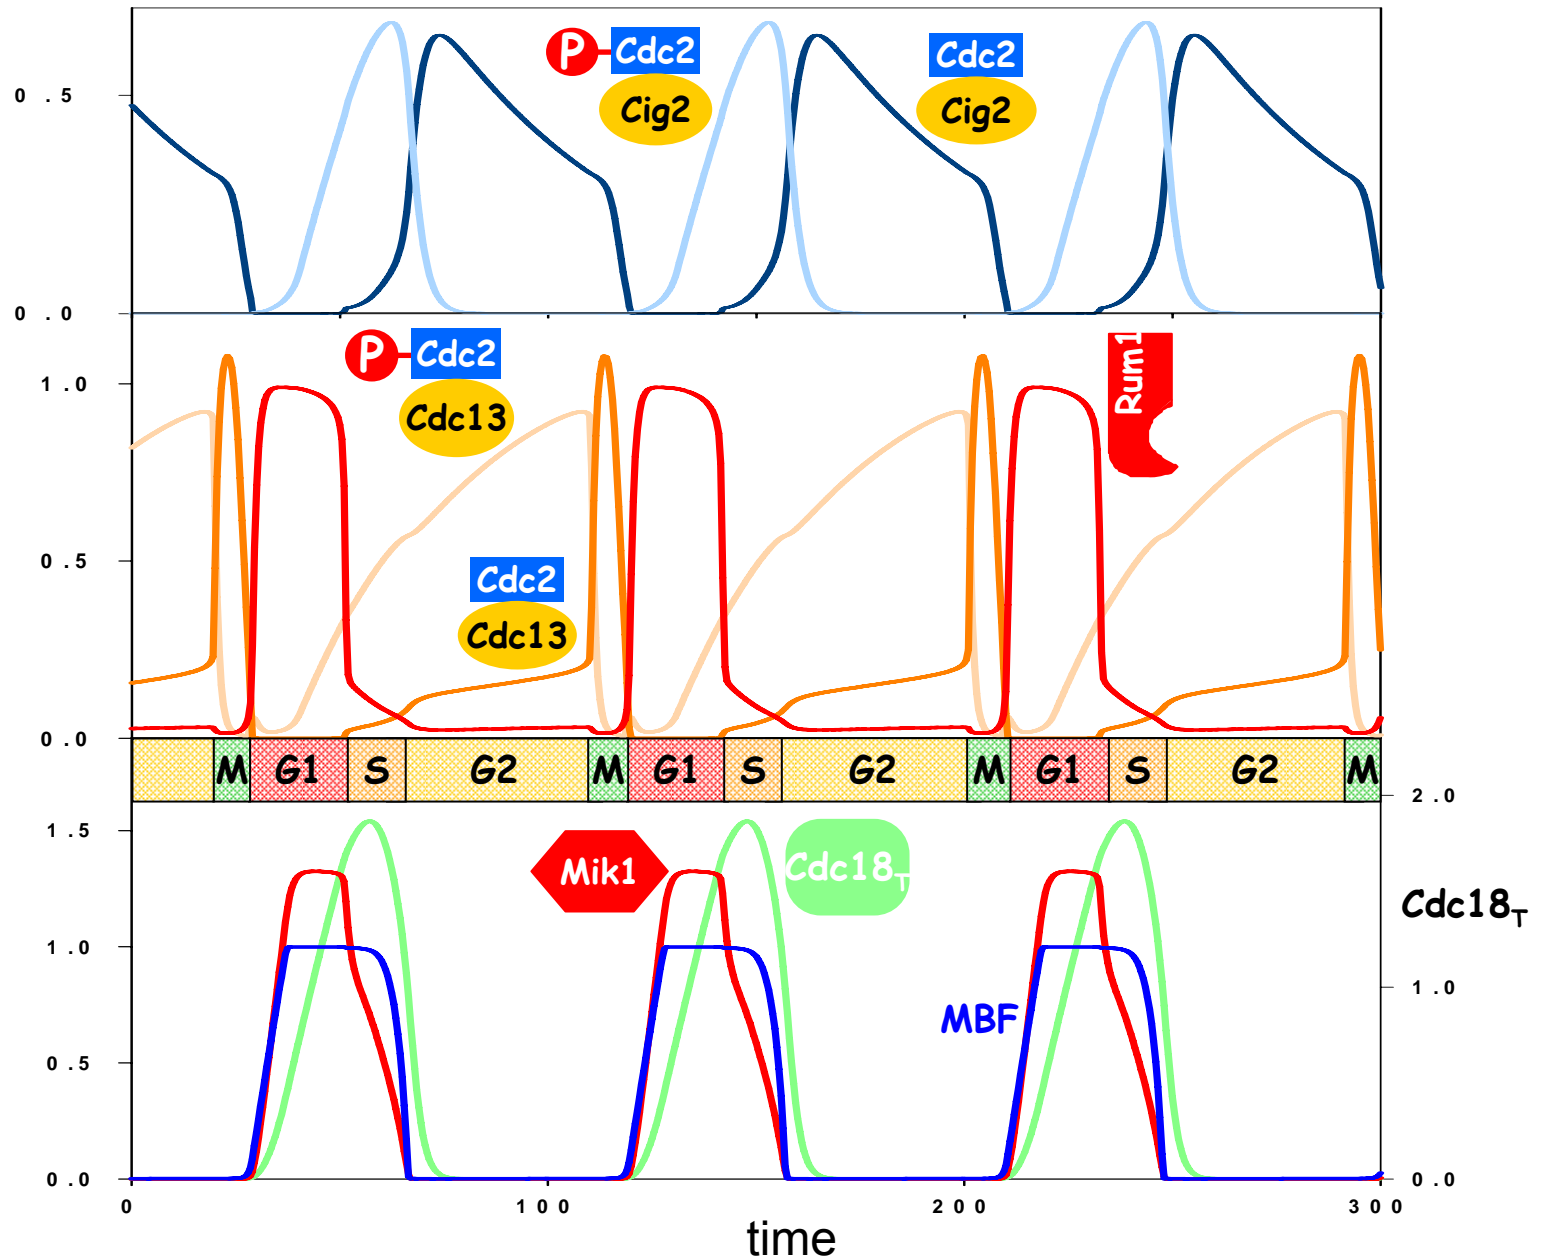 P Cdc2 Cdc2
0.5 Cig2 Cig2
0.0
P Cdc2 Rum1
1.0
Cdc13
0.5
Cdc2
Cdc13
0.0
M G1 S G2 M G1 S G2 M G1 S G2 M
2.0
1.5
Mik1 Cdc18T
Cdc18T
1.0
MBF 1.0
0.5
0.0 0.0
0 100 200 300
time